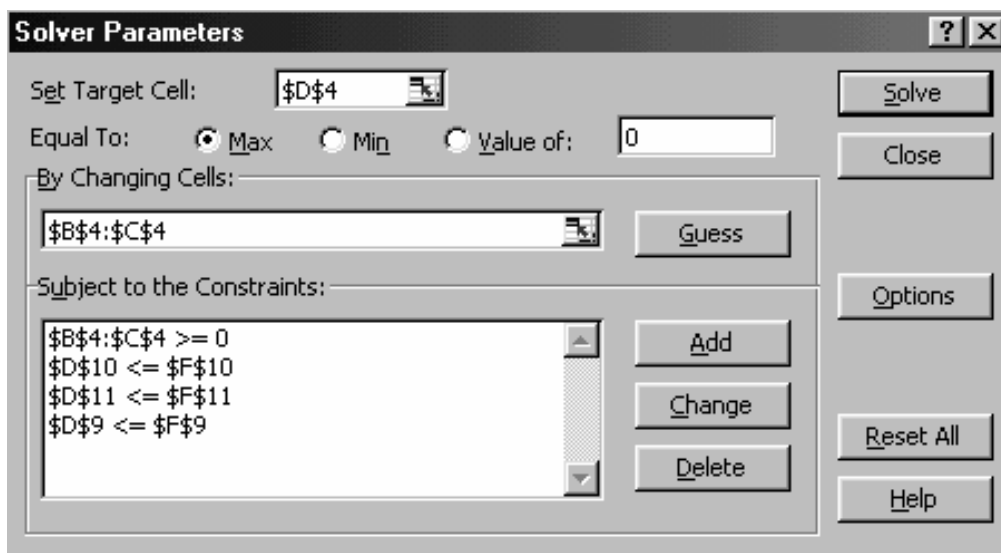 Solver Parameters ? X
Set Target Cell: $D$4 Solve
Equal To: Max Min Value of: 0 Close
By Changing Cells:
$B$4:$C$4 Guess
Subject to the Constraints: Options
$B$4:$C$4 >= 0 Add
$D$10 <= $F$10
$D$11 <= $F$11 Change
$D$9 <= $F$9 Reset All
Delete
Help